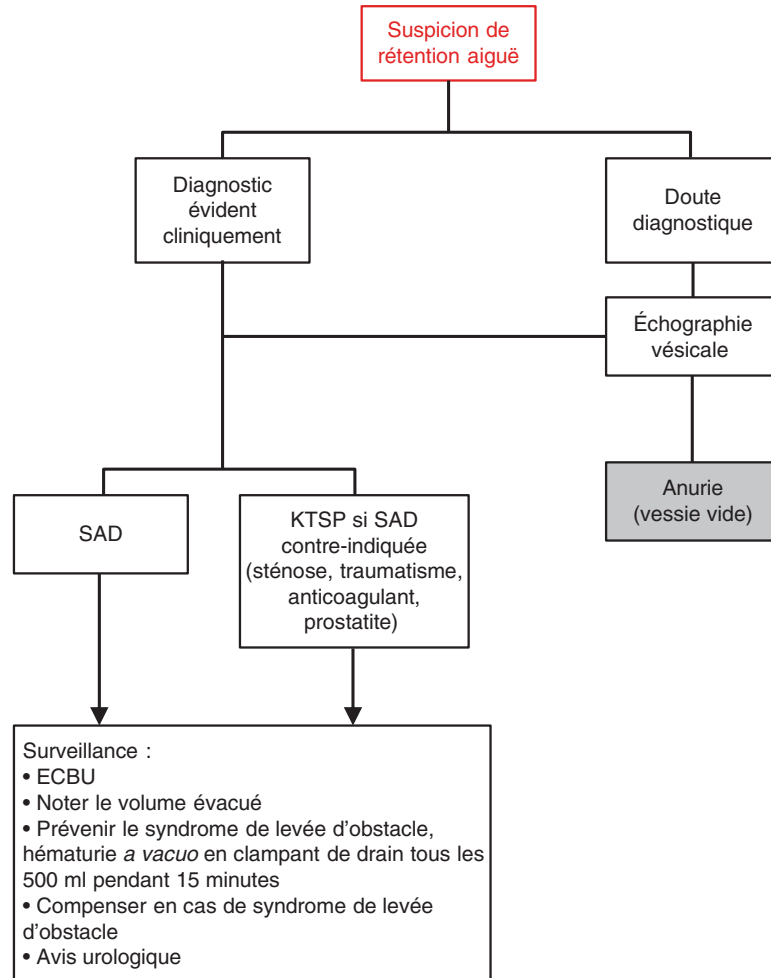 Suspicion de
rétention aiguë
Diagnostic
évident
cliniquement
Doute
diagnostique
Échographie
vésicale
Anurie
(vessie vide)
SAD
KTSP si SAD
contre-indiquée
(sténose, traumatisme,
anticoagulant,
prostatite)
Surveillance :
• ECBU
• Noter le volume évacué
• Prévenir le syndrome de levée d'obstacle,
hématurie a vacuo en clampant de drain tous les
500 ml pendant 15 minutes
• Compenser en cas de syndrome de levée
d'obstacle
• Avis urologique